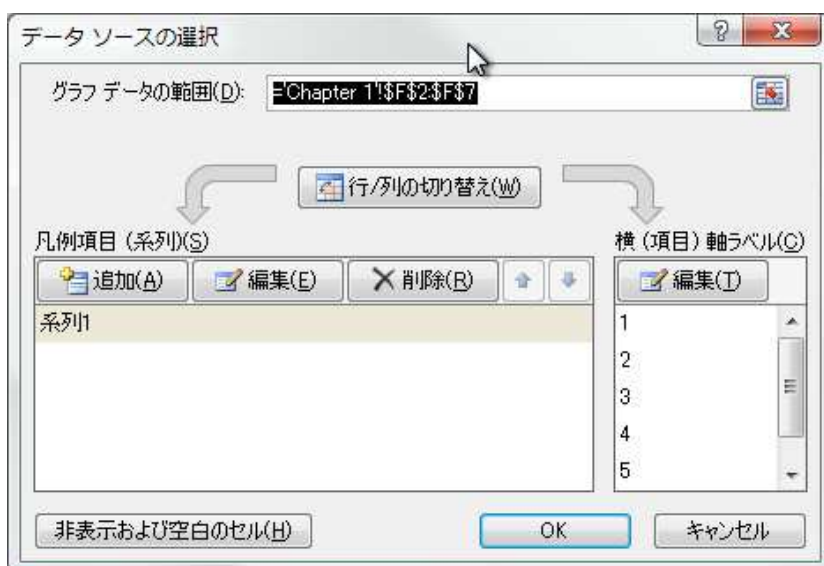 データ ソースの選択
グラフ データの範囲(D): ='Chapter 1'!$F$2:$F$7
行/列の切り替え(W)
凡例項目 (系列)(S)
横 (項目) 軸ラベル(C)
追加(A) 編集(E) 削除(R)
編集(T)
系列1
1
2
3
4
5
非表示および空白のセル(H)
OK
キャンセル